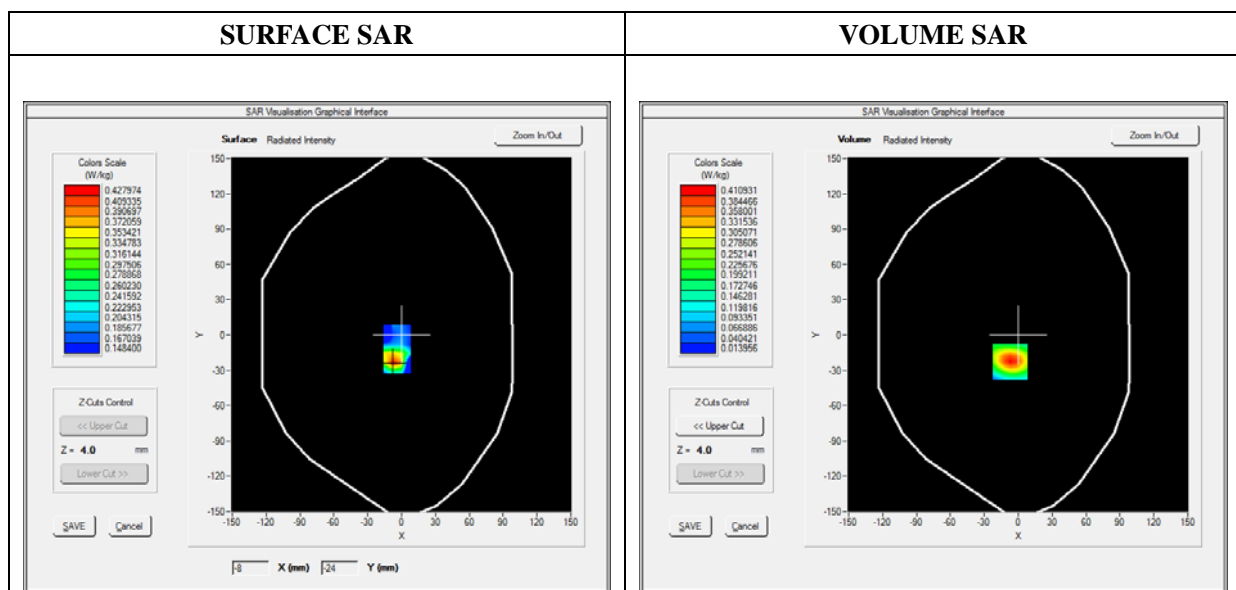 SURFACE SAR
VOLUME SAR
SAR Visualisation Graphical Interface
Surface Radiated Intensity
Zoom In/Out
Colors Scale
(W/kg)
0.427974
0.409335
0.390697
0.372059
0.353421
0.334783
0.316144
0.297506
0.278868
0.260230
0.241592
0.222953
0.204315
0.185677
0.167039
0.148400
Z-Cuts Control
<< Upper Cut
Z = 4.0 mm
Lower Cut >>
SAVE Cancel
150
120
90
60
30
0
-30
-60
-90
-120
-150
Y
-150 -120 -90 -60 -30 0 30 60 90 120 150
X
-8 X (mm) -24 Y (mm)
SAR Visualisation Graphical Interface
Volume Radiated Intensity
Zoom In/Out
Colors Scale
(W/kg)
0.410931
0.384466
0.358001
0.331536
0.305071
0.278606
0.252141
0.225676
0.199211
0.172746
0.146281
0.119816
0.093351
0.066886
0.040421
0.013956
Z-Cuts Control
<< Upper Cut
Z = 4.0 mm
Lower Cut >>
SAVE Cancel
150
120
90
60
30
0
-30
-60
-90
-120
-150
Y
-150 -120 -90 -60 -30 0 30 60 90 120 150
X